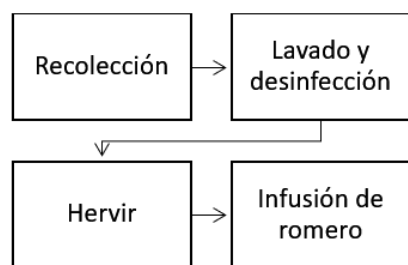 Recolección
Lavado y
desinfección
Hervir
Infusión de
romero